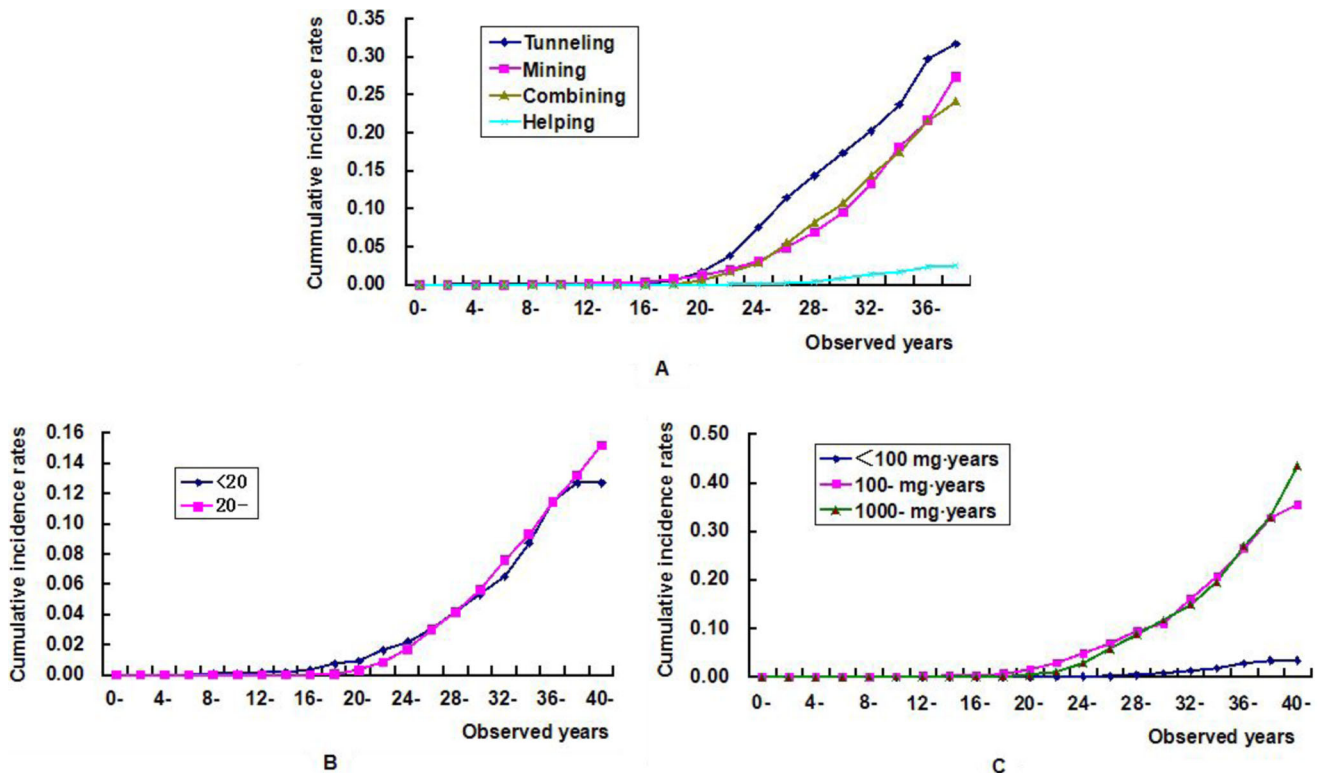 Cummulative incidence rates
0.35
0.30
0.25
0.20
0.15
0.10
0.05
0.00
Tunneling
Mining
Combining
Helping
0- 4- 8- 12- 16- 20- 24- 28- 32- 36-
Observed years
A
Cumulative incidence rates
0.16
0.14
0.12
0.10
0.08
0.06
0.04
0.02
0.00
<20
20-
0- 4- 8- 12- 16- 20- 24- 28- 32- 36- 40-
Observed years
B
Cumulative incidence rates
0.50
0.40
0.30
0.20
0.10
0.00
<100 mg·years
100- mg·years
1000- mg·years
0- 4- 8- 12- 16- 20- 24- 28- 32- 36- 40-
Observed years
C